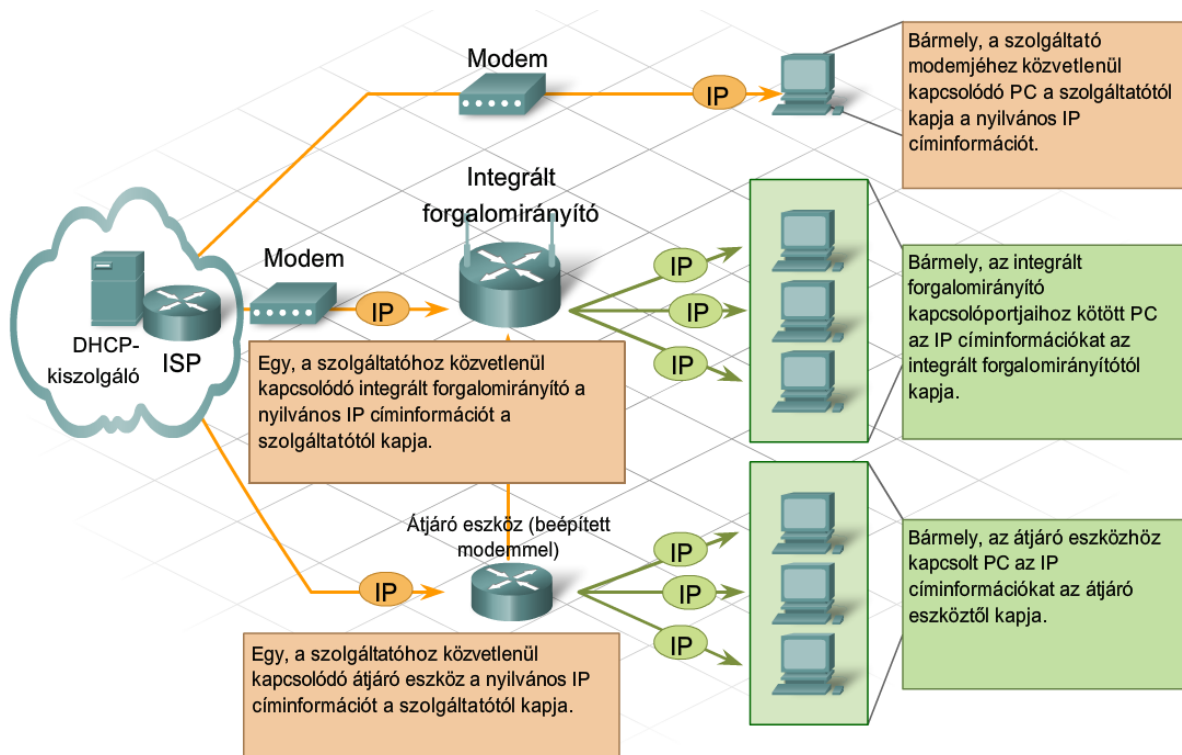 Modem
IP
Bármely, a szolgáltató
modemjéhez közvetlenül
kapcsolódó PC a szolgáltatótól
kapja a nyilvános IP
címinformációt.
Integrált
forgalomirányító
Modem
IP
DHCP-
kiszolgáló
ISP
IP
IP
IP
Bármely, az integrált
forgalomirányító
kapcsolóportjaihoz kötött PC
az IP címinformációkat az
integrált forgalomirányítótól
kapja.
Egy, a szolgáltatóhoz közvetlenül
kapcsolódó integrált forgalomirányító a
nyilvános IP címinformációt a
szolgáltatótól kapja.
Átjáró eszköz (beépített
modemmel)
IP
IP
IP
IP
Bármely, az átjáró eszközhöz
kapcsolt PC az IP
címinformációkat az átjáró
eszköztől kapja.
Egy, a szolgáltatóhoz közvetlenül
kapcsolódó átjáró eszköz a nyilvános IP
címinformációt a szolgáltatótól kapja.